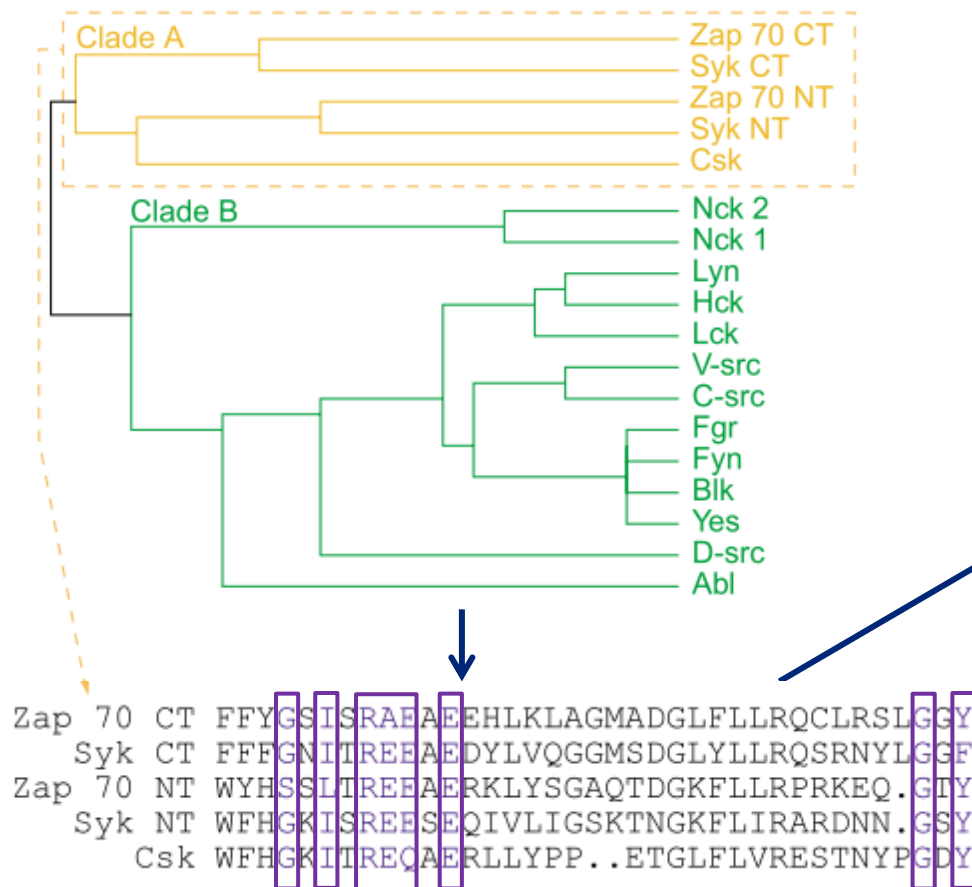 Clade A
Zap 70 CT
Syk CT
Zap 70 NT
Syk NT
Csk
Clade B
Nck 2
Nck 1
Lyn
Hck
Lck
V-src
C-src
Fgr
Fyn
Blk
Yes
D-src
Abl
Zap 70 CT FFYGSISRAEAEEHLKLAGMADGLFLLRQCLRSLGGY
Syk CT FFFGNITREEAEDYLVQGGMSDGLYLLRQSRNYLGGF
Zap 70 NT WYHSSLTREEAERKLYSGAQTDGKFLLRPRKEQ.GTY
Syk NT WFHGKISREESEQIVLIGSKTNGKFLIRARDNN.GSY
Csk WFHGKITREQAERLLYPP..ETGLFLVRESTNYPGDY